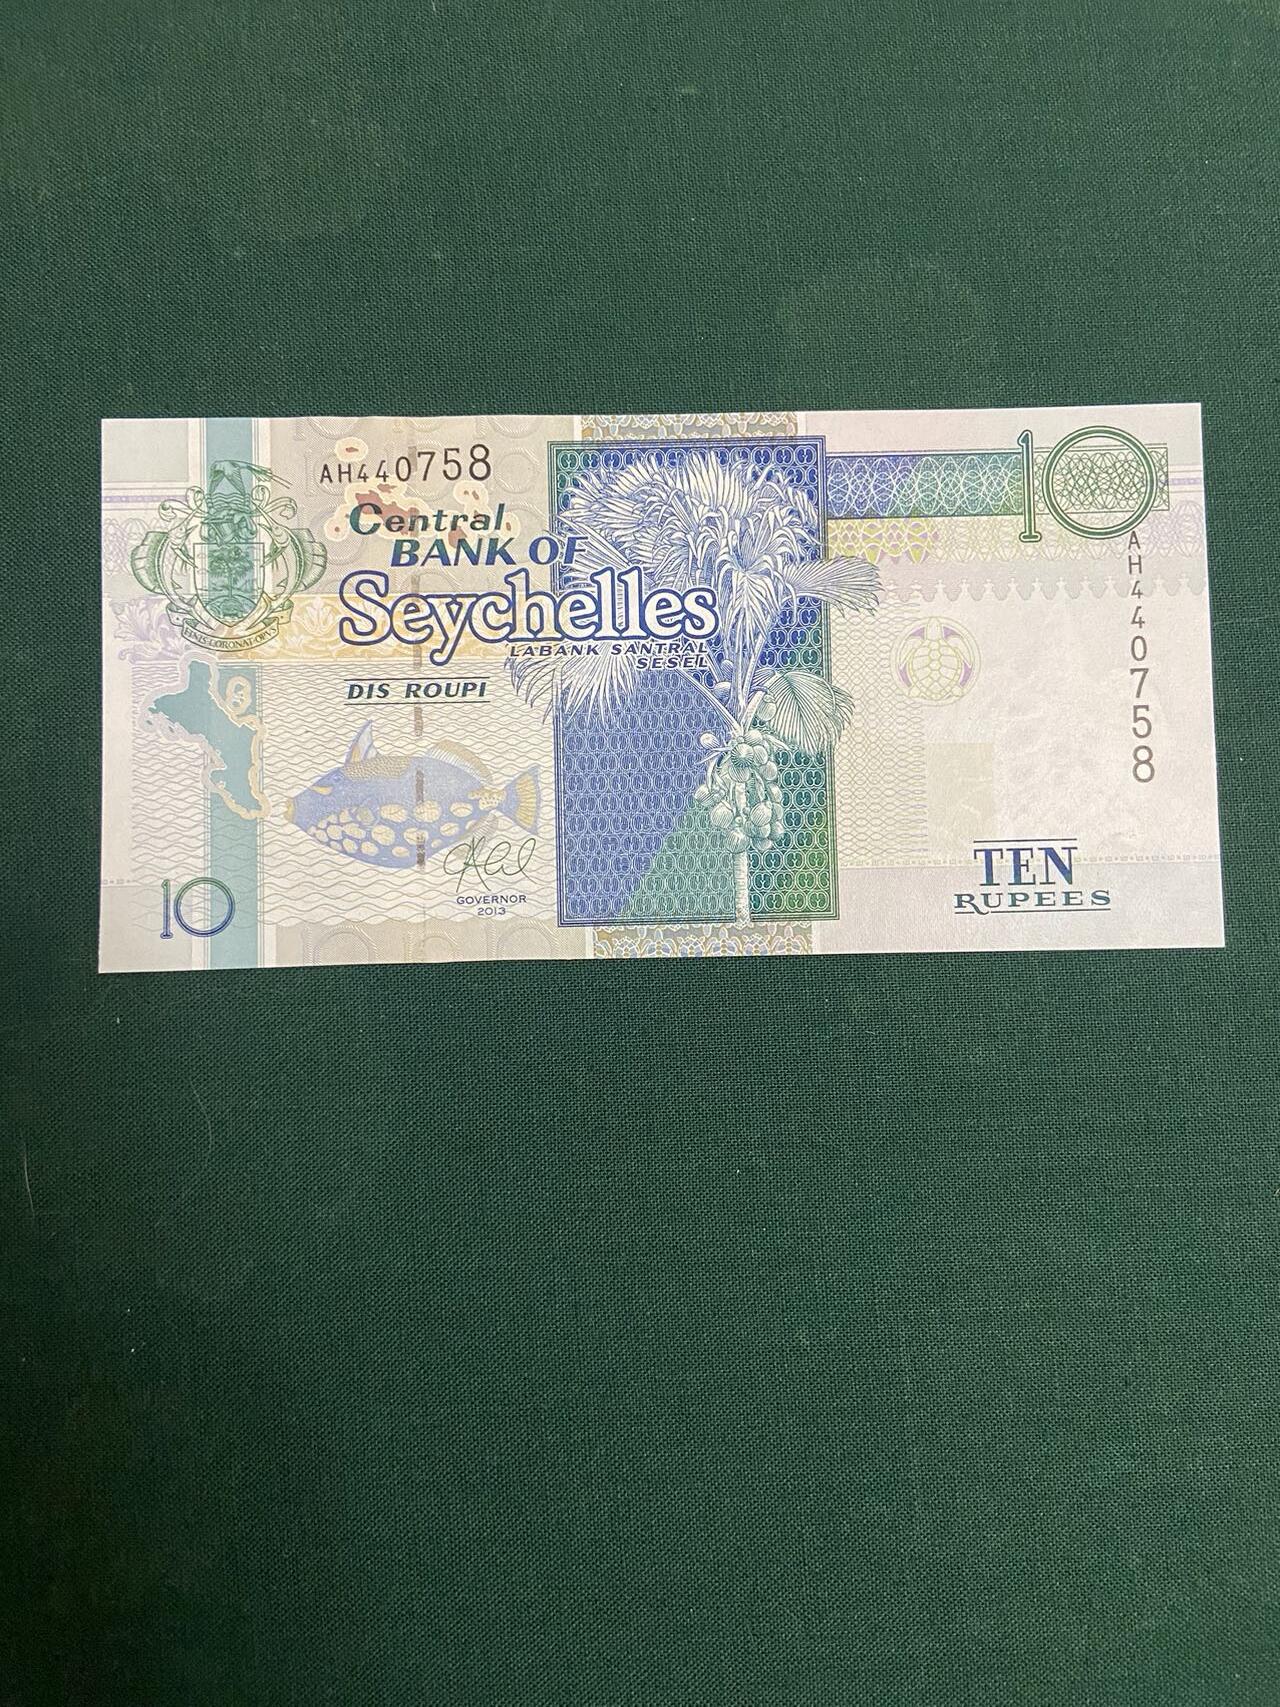 AH440758
Central
BANK OF
Seychelles
LABANK SANTRAL
SESEL
DIS ROUPI
FINIS CORONAT OPUS
GOVERNOR
2013
10
10
AH440758
TEN
RUPEES